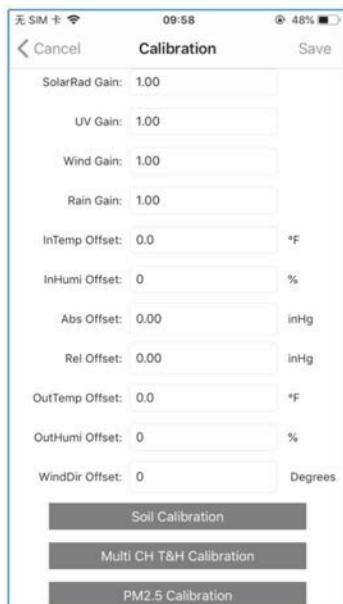 无 SIM 卡 09:58 48%
Cancel Calibration Save
SolarRad Gain: 1.00
UV Gain: 1.00
Wind Gain: 1.00
Rain Gain: 1.00
InTemp Offset: 0.0 °F
InHumi Offset: 0 %
Abs Offset: 0.00 inHg
Rel Offset: 0.00 inHg
OutTemp Offset: 0.0 °F
OutHumi Offset: 0 %
WindDir Offset: 0 Degrees
Soil Calibration
Multi CH T&H Calibration
PM2.5 Calibration